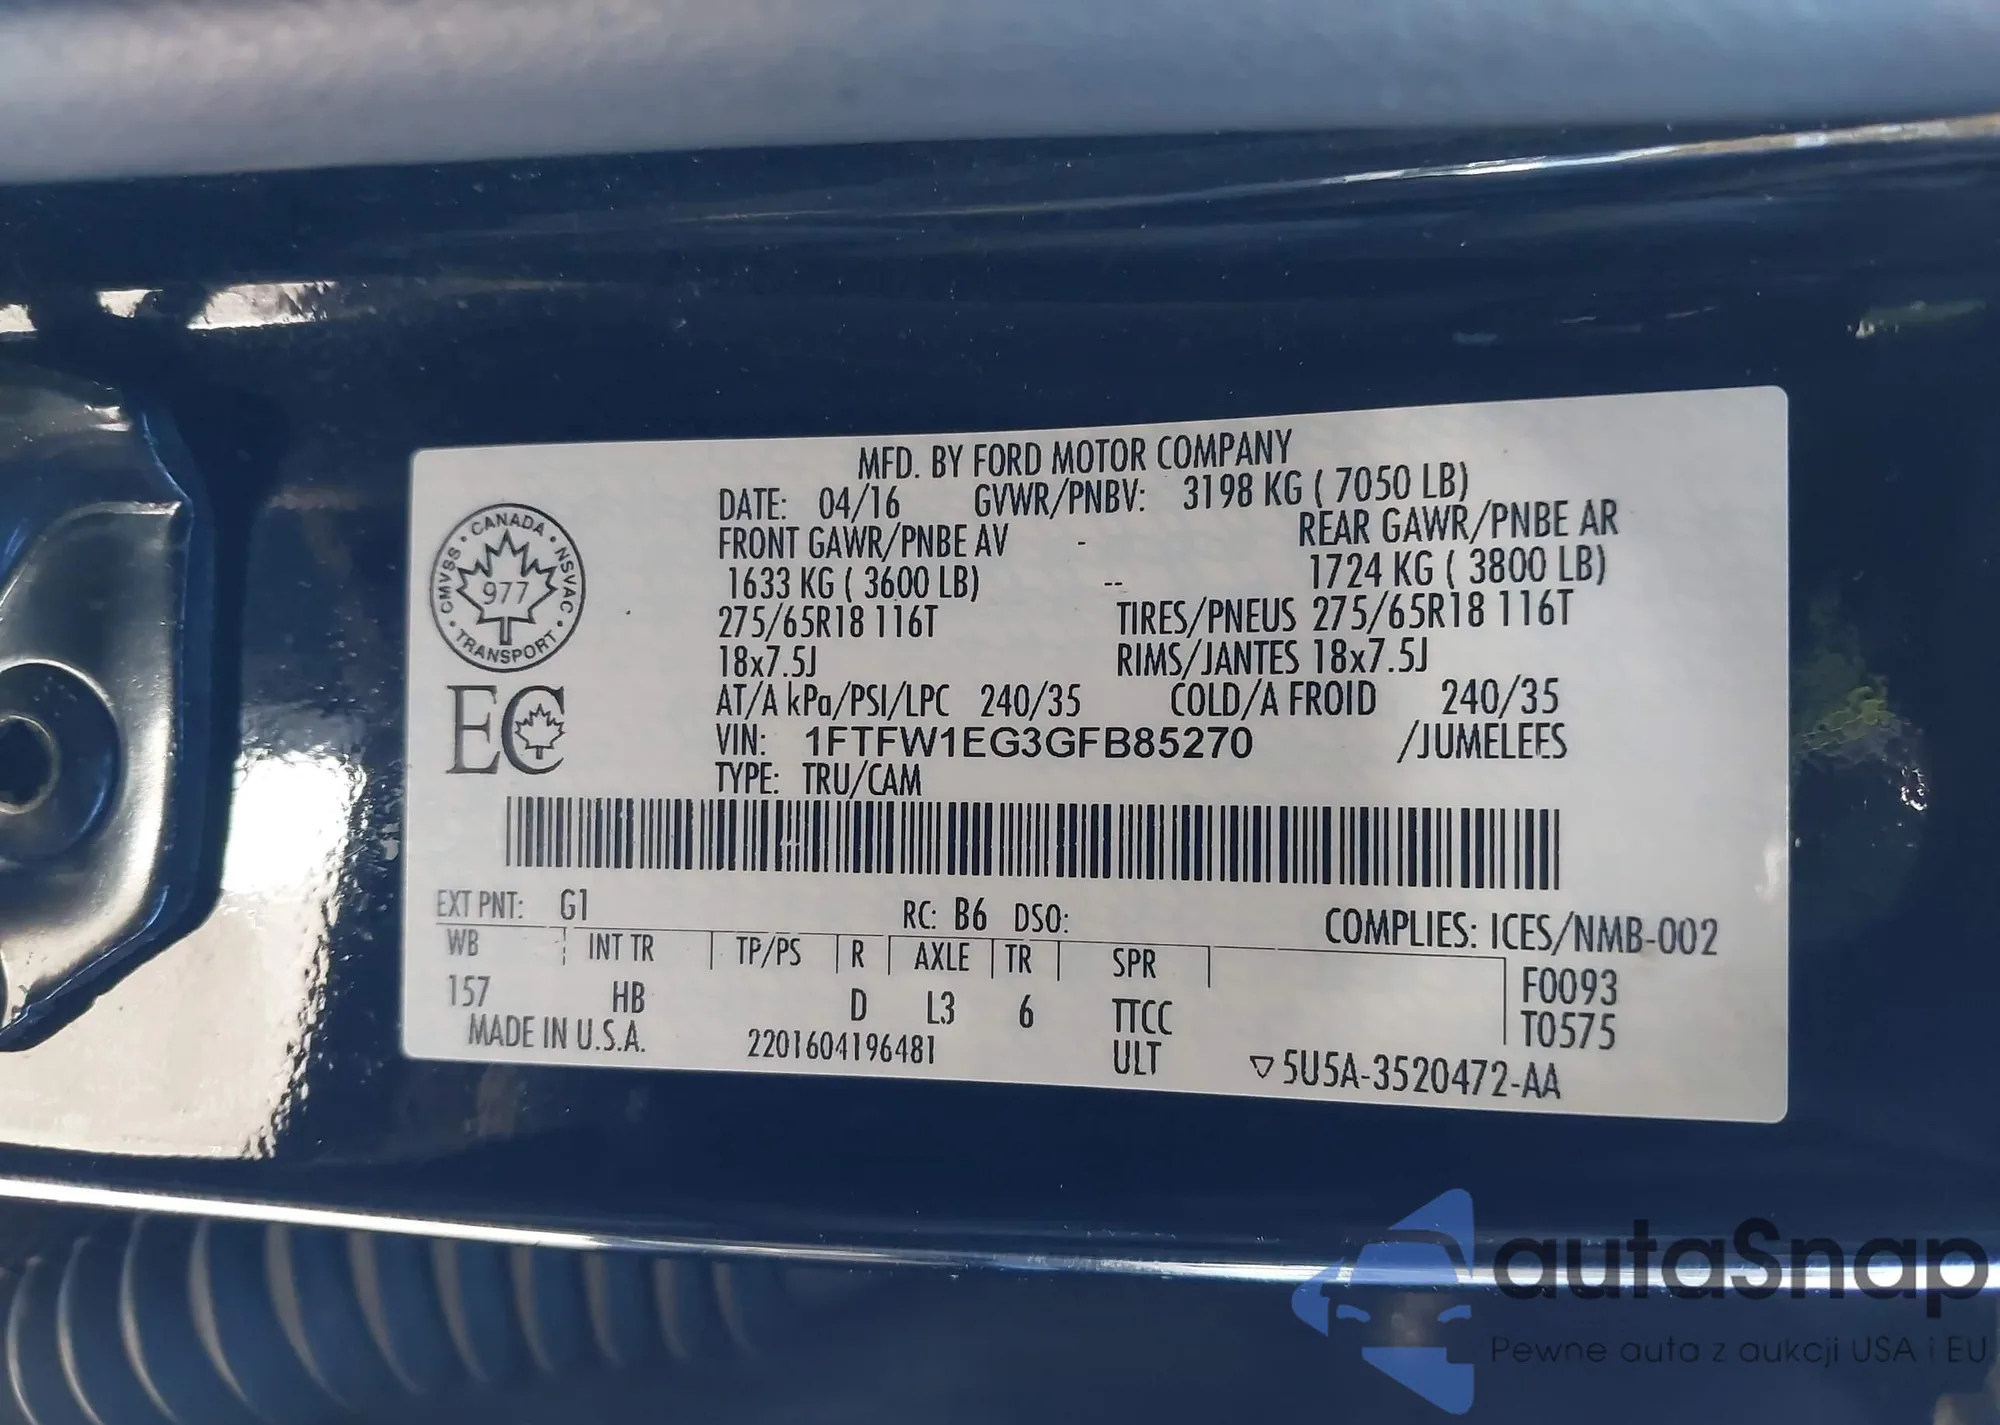 MFD. BY FORD MOTOR COMPANY
DATE: 04/16 GVWR/PNBV: 3198 KG ( 7050 LB)
FRONT GAWR/PNBE AV - REAR GAWR/PNBE AR
1633 KG ( 3600 LB) -- 1724 KG ( 3800 LB)
275/65R18 116T TIRES/PNEUS 275/65R18 116T
18x7.5J RIMS/JANTES 18x7.5J
AT/A kPa/PSI/LPC 240/35 COLD/A FROID 240/35
VIN: 1FTFW1EG3GFB85270 /JUMELEES
TYPE: TRU/CAM
CANADA • NSVAC • TRANSPORT • CMVSS •
977
EC
EXT PNT: G1 RC: B6 DSO: COMPLIES: ICES/NMB-002
WB INT TR TP/PS R AXLE TR SPR F0093
157 HB D L3 6 TTCC T0575
MADE IN U.S.A. 2201604196481 ULT ▽5U5A-3520472-AA
autaSnap
Pewne auta z aukcji USA i EU